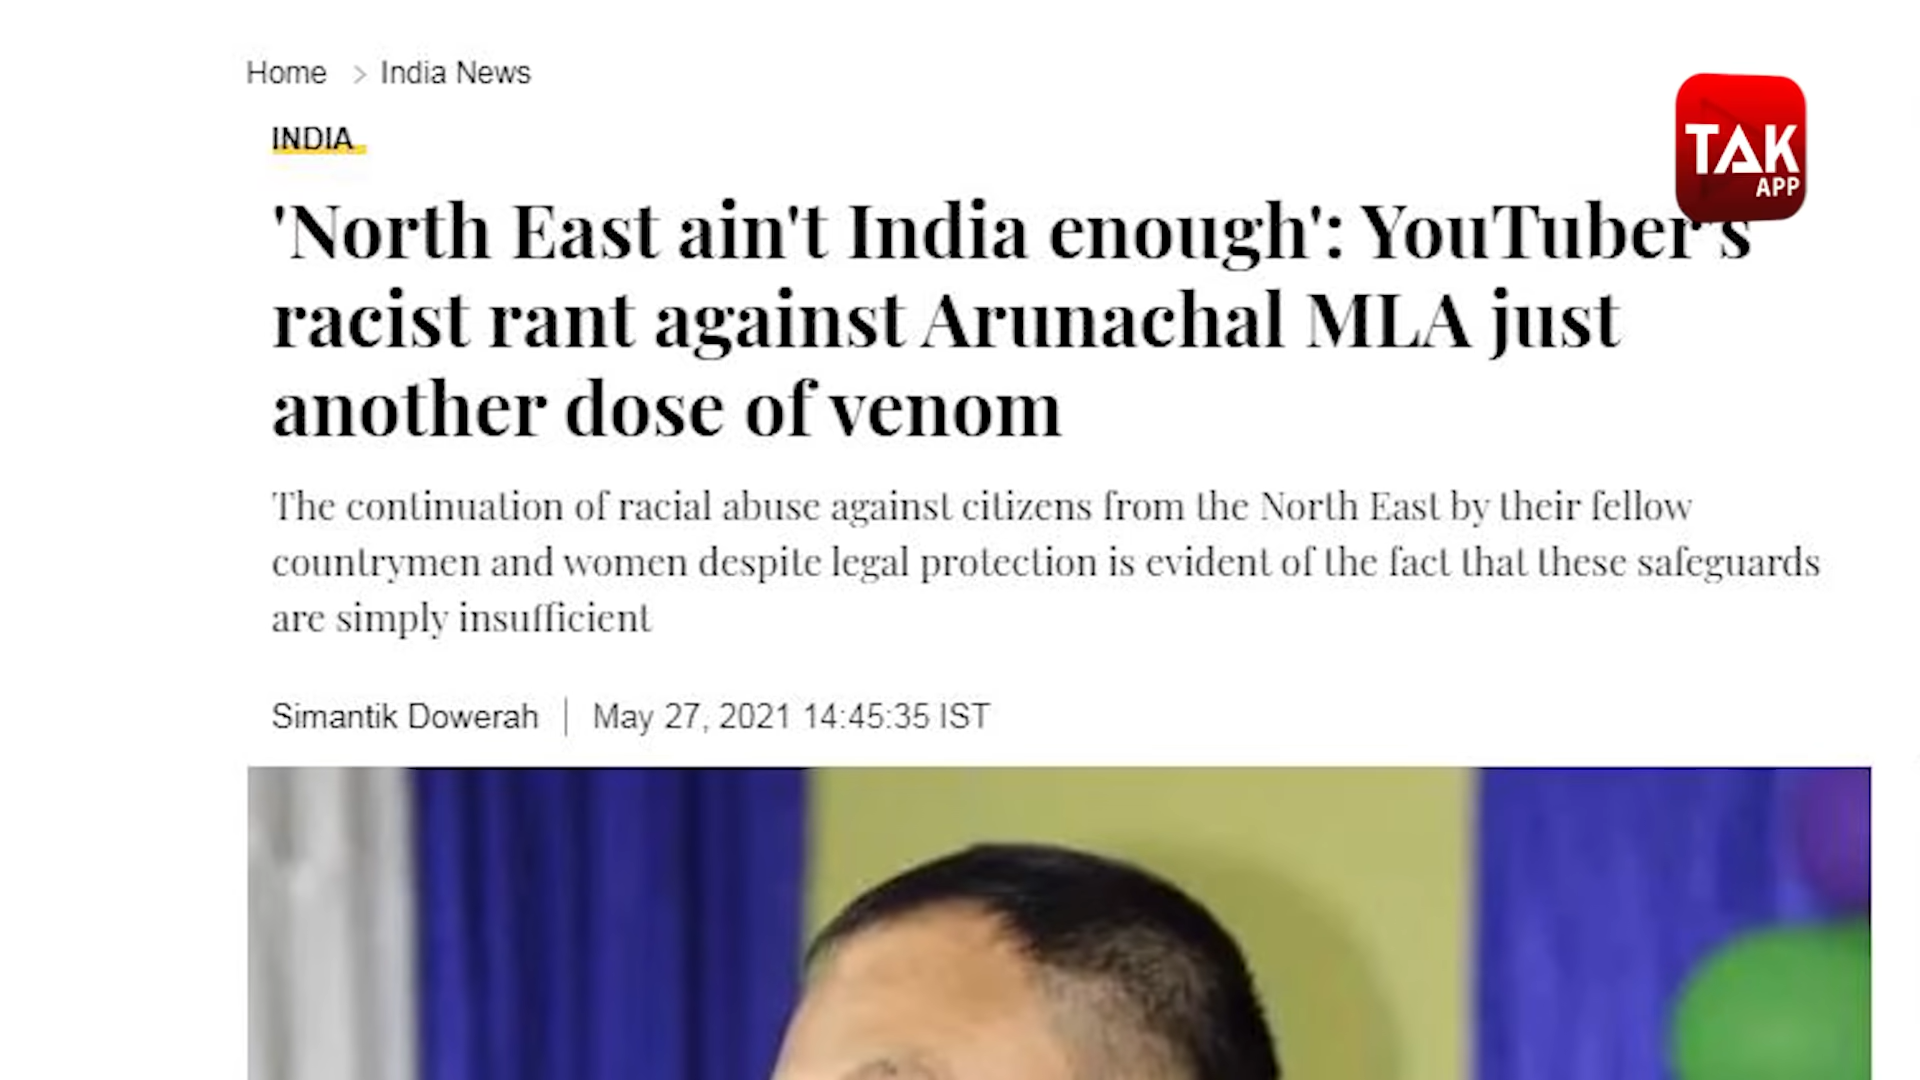 Home > India News
TAK
APP
INDIA
'North East ain't India enough': YouTuber's
racist rant against Arunachal MLA just
another dose of venom
The continuation of racial abuse against citizens from the North East by their fellow
countrymen and women despite legal protection is evident of the fact that these safeguards
are simply insufficient
Simantik Dowerah | May 27, 2021 14:45:35 IST